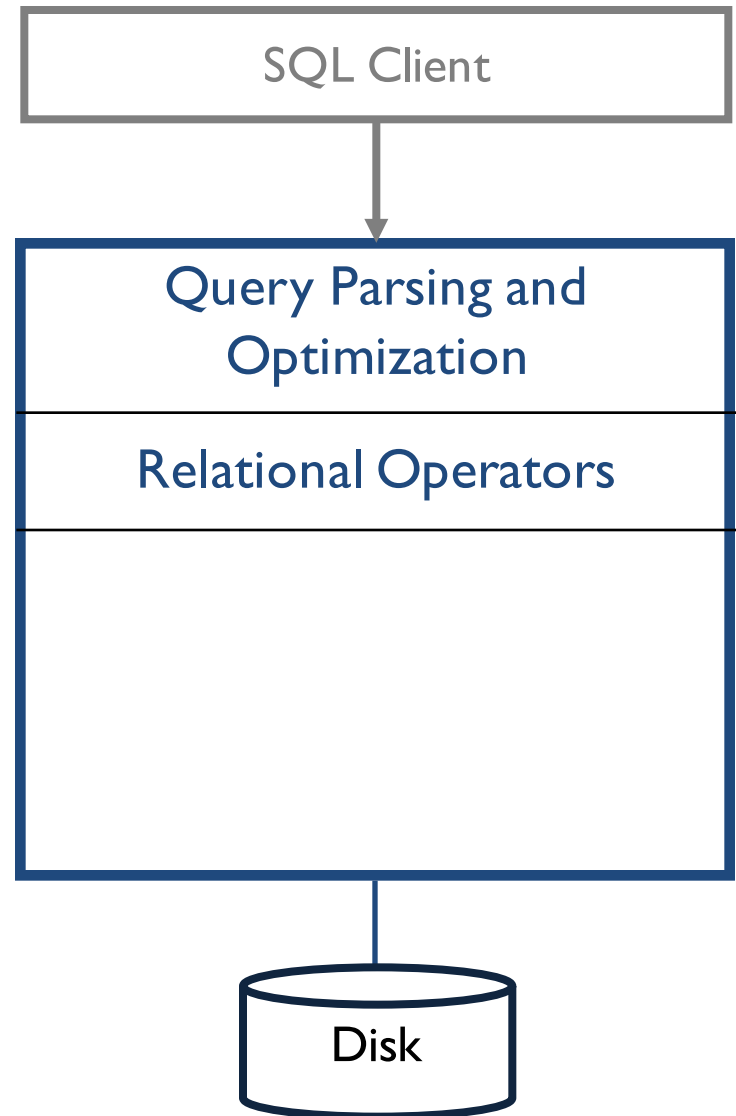 SQL Client
Query Parsing and
Optimization
Relational Operators
Disk